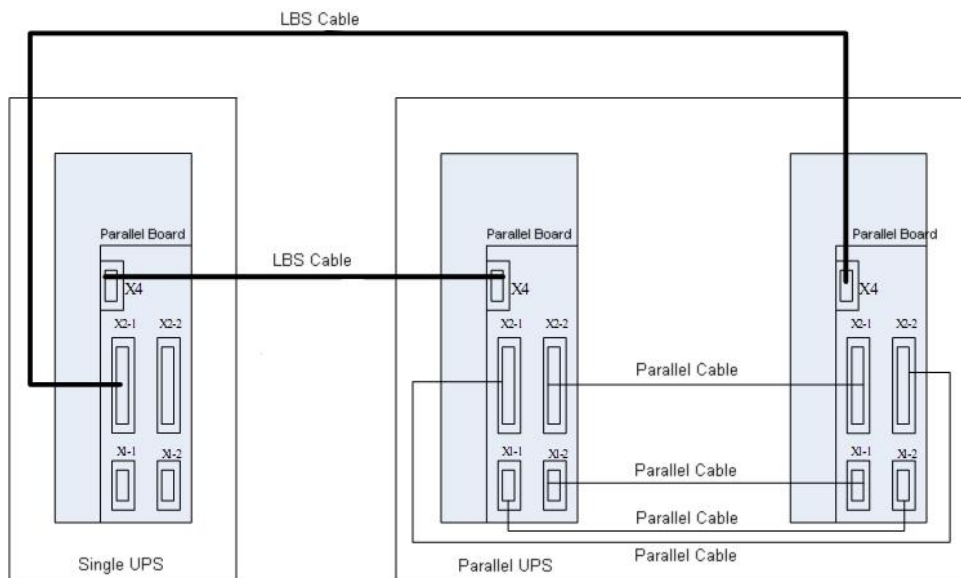 LBS Cable
Parallel Board
X4
X2-1 X2-2
X1-1 X1-2
Single UPS
LBS Cable
Parallel Board
X4
X2-1 X2-2
X1-1 X1-2
Parallel UPS
Parallel Board
X4
X2-1 X2-2
X1-1 X1-2
Parallel Cable
Parallel Cable
Parallel Cable
Parallel Cable